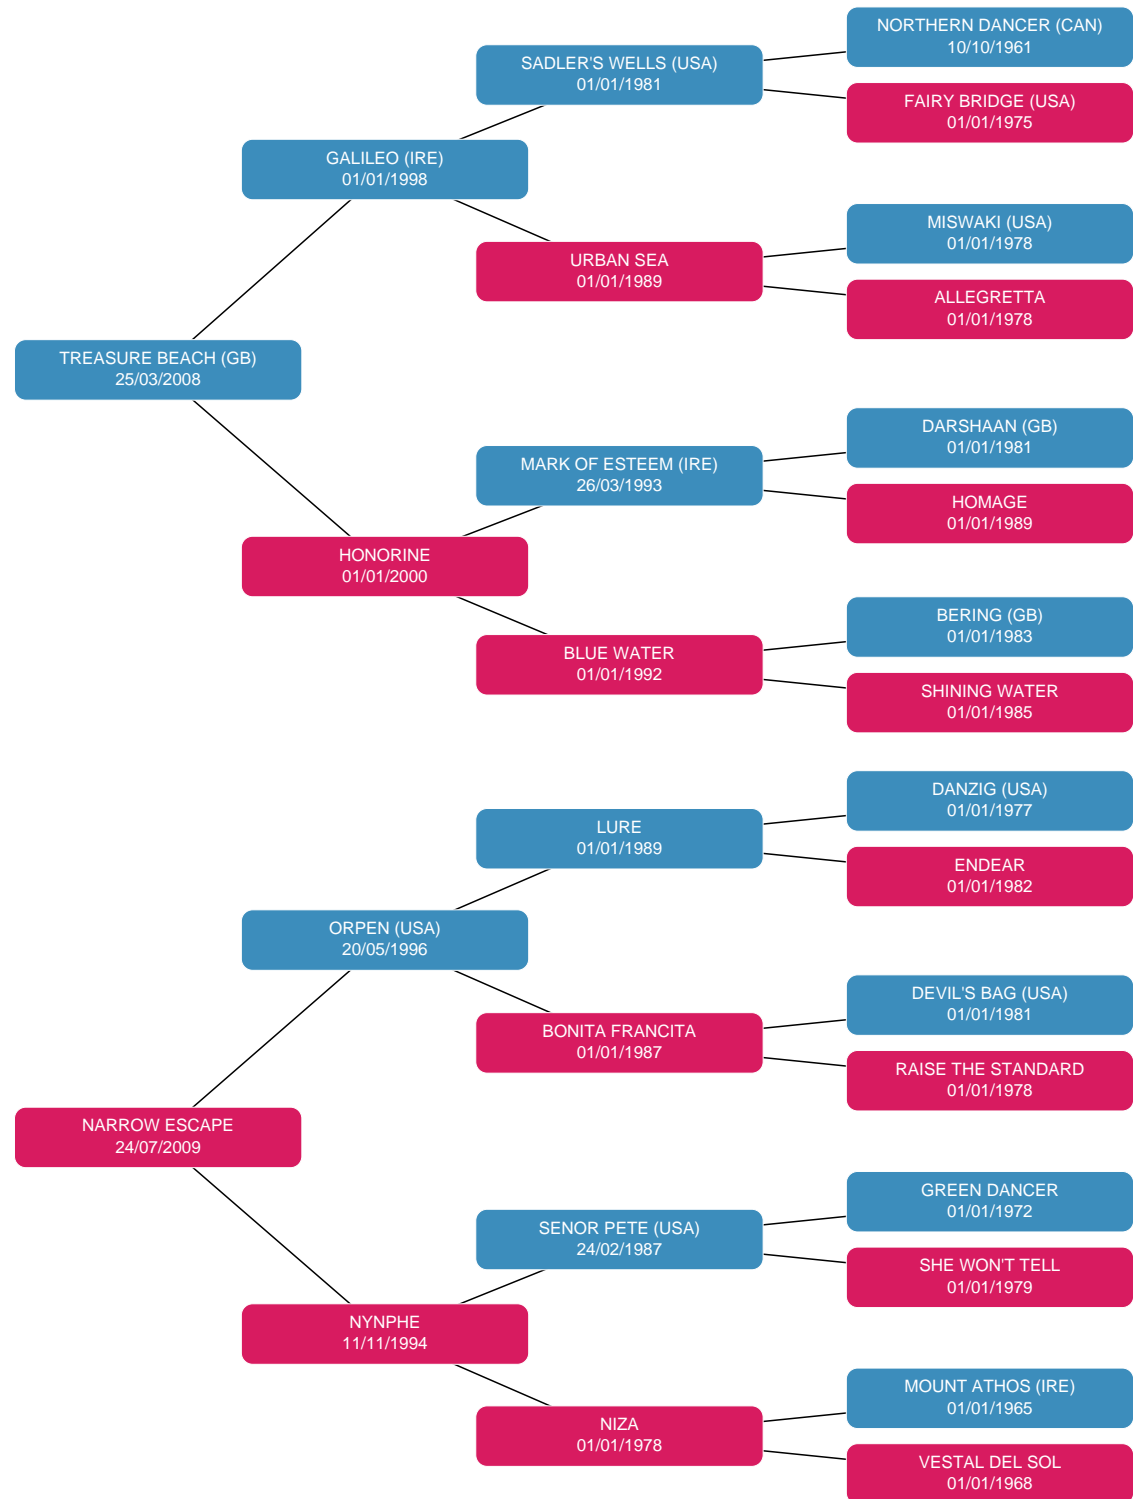 NORTHERN DANCER (CAN)
10/10/1961
SADLER'S WELLS (USA)
01/01/1981
FAIRY BRIDGE (USA)
01/01/1975
GALILEO (IRE)
01/01/1998
MISWAKI (USA)
01/01/1978
URBAN SEA
01/01/1989
ALLEGRETTA
01/01/1978
TREASURE BEACH (GB)
25/03/2008
DARSHAAN (GB)
01/01/1981
MARK OF ESTEEM (IRE)
26/03/1993
HOMAGE
01/01/1989
HONORINE
01/01/2000
BERING (GB)
01/01/1983
BLUE WATER
01/01/1992
SHINING WATER
01/01/1985
DANZIG (USA)
01/01/1977
LURE
01/01/1989
ENDEAR
01/01/1982
ORPEN (USA)
20/05/1996
DEVIL'S BAG (USA)
01/01/1981
BONITA FRANCITA
01/01/1987
RAISE THE STANDARD
01/01/1978
NARROW ESCAPE
24/07/2009
GREEN DANCER
01/01/1972
SENOR PETE (USA)
24/02/1987
SHE WON'T TELL
01/01/1979
NYNPHE
11/11/1994
MOUNT ATHOS (IRE)
01/01/1965
NIZA
01/01/1978
VESTAL DEL SOL
01/01/1968